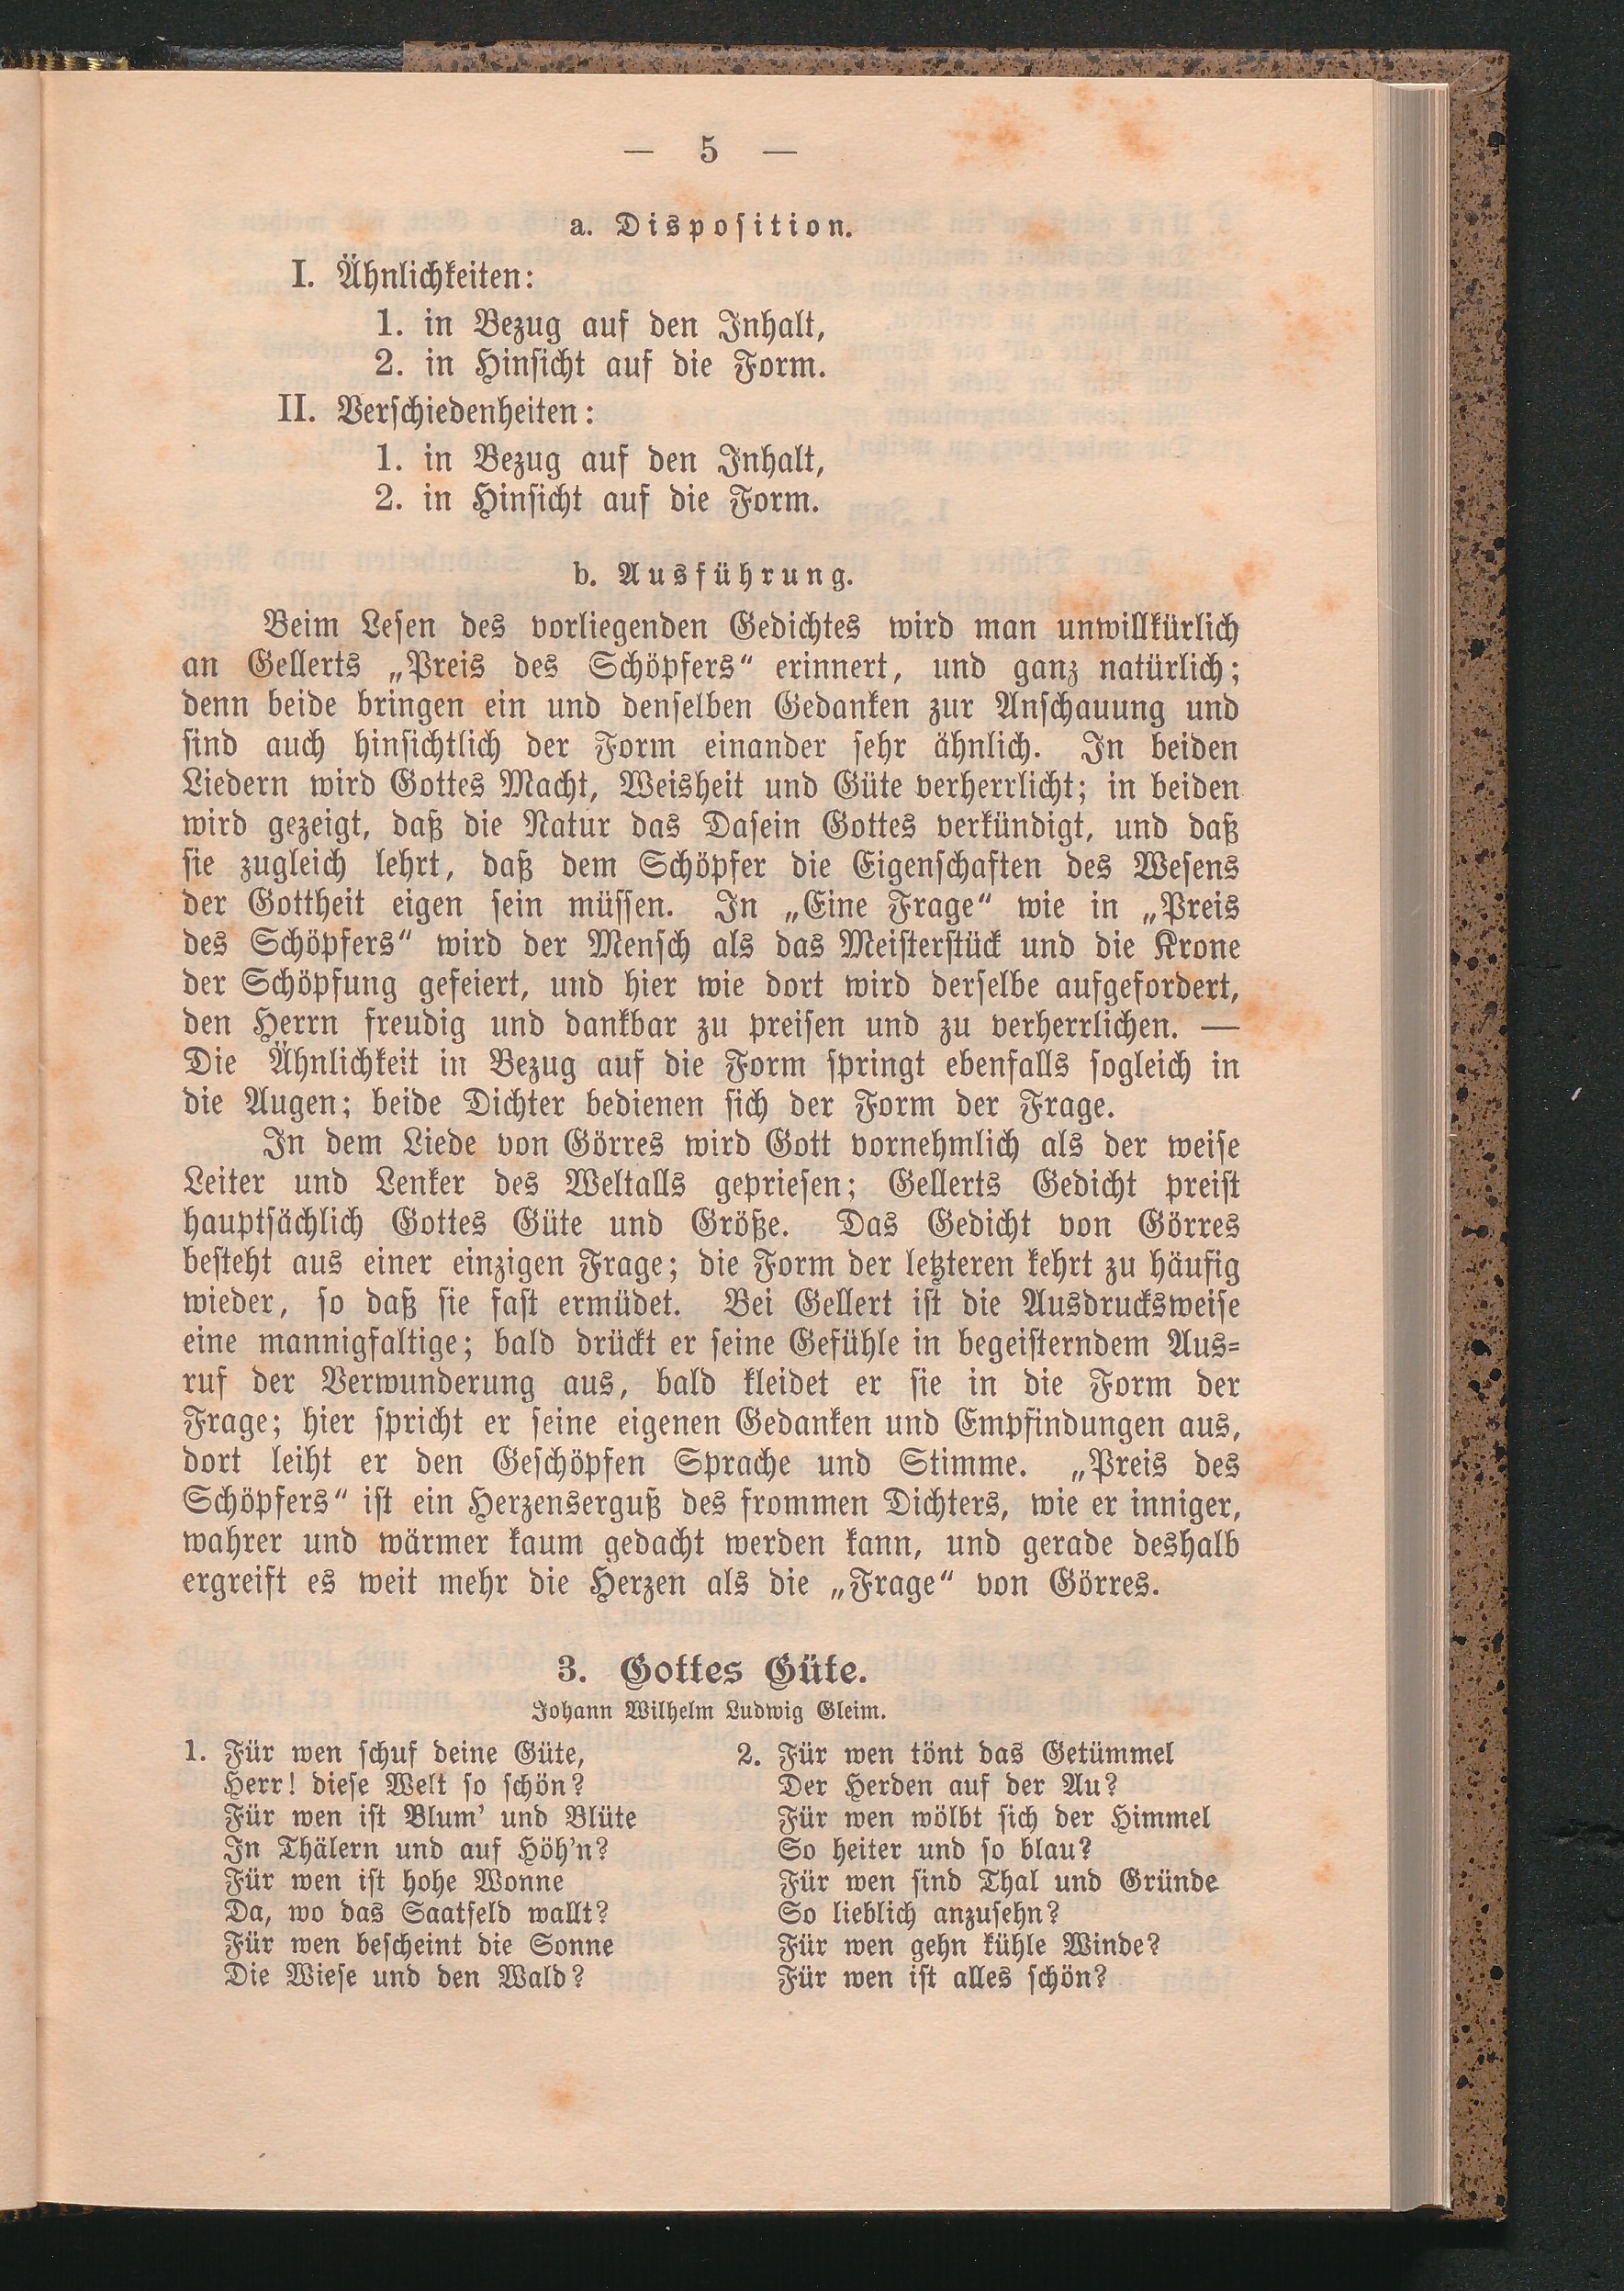 — 5 —
a. Disposition.
I. Ähnlichkeiten:
1. in Bezug auf den Inhalt,
2. in Hinsicht auf die Form.
II. Verschiedenheiten:
1. in Bezug auf den Inhalt,
2. in Hinsicht auf die Form.
b. Ausführung.
Beim Lesen des vorliegenden Gedichtes wird man unwillkürlich
an Gellerts „Preis des Schöpfers“ erinnert, und ganz natürlich;
denn beide bringen ein und denselben Gedanken zur Anschauung und
sind auch hinsichtlich der Form einander sehr ähnlich. In beiden
Liedern wird Gottes Macht, Weisheit und Güte verherrlicht; in beiden
wird gezeigt, daß die Natur das Dasein Gottes verkündigt, und daß
sie zugleich lehrt, daß dem Schöpfer die Eigenschaften des Wesens
der Gottheit eigen sein müssen. In „Eine Frage“ wie in „Preis
des Schöpfers“ wird der Mensch als das Meisterstück und die Krone
der Schöpfung gefeiert, und hier wie dort wird derselbe aufgefordert,
den Herrn freudig und dankbar zu preisen und zu verherrlichen. —
Die Ähnlichkeit in Bezug auf die Form springt ebenfalls sogleich in
die Augen; beide Dichter bedienen sich der Form der Frage.
In dem Liede von Görres wird Gott vornehmlich als der weise
Leiter und Lenker des Weltalls gepriesen; Gellerts Gedicht preist
hauptsächlich Gottes Güte und Größe. Das Gedicht von Görres
besteht aus einer einzigen Frage; die Form der letzteren kehrt zu häufig
wieder, so daß sie fast ermüdet. Bei Gellert ist die Ausdrucksweise
eine mannigfaltige; bald drückt er seine Gefühle in begeisterndem Aus-
ruf der Verwunderung aus, bald kleidet er sie in die Form der
Frage; hier spricht er seine eigenen Gedanken und Empfindungen aus,
dort leiht er den Geschöpfen Sprache und Stimme. „Preis des
Schöpfers“ ist ein Herzenserguß des frommen Dichters, wie er inniger,
wahrer und wärmer kaum gedacht werden kann, und gerade deshalb
ergreift es weit mehr die Herzen als die „Frage“ von Görres.
3. Gottes Güte.
Johann Wilhelm Ludwig Gleim.
1. Für wen schuf deine Güte,
Herr! diese Welt so schön?
Für wen ist Blum' und Blüte
In Thälern und auf Höh'n?
Für wen ist hohe Wonne
Da, wo das Saatfeld wallt?
Für wen bescheint die Sonne
Die Wiese und den Wald?
2. Für wen tönt das Getümmel
Der Herden auf der Au?
Für wen wölbt sich der Himmel
So heiter und so blau?
Für wen sind Thal und Gründe
So lieblich anzusehn?
Für wen gehn kühle Winde?
Für wen ist alles schön?